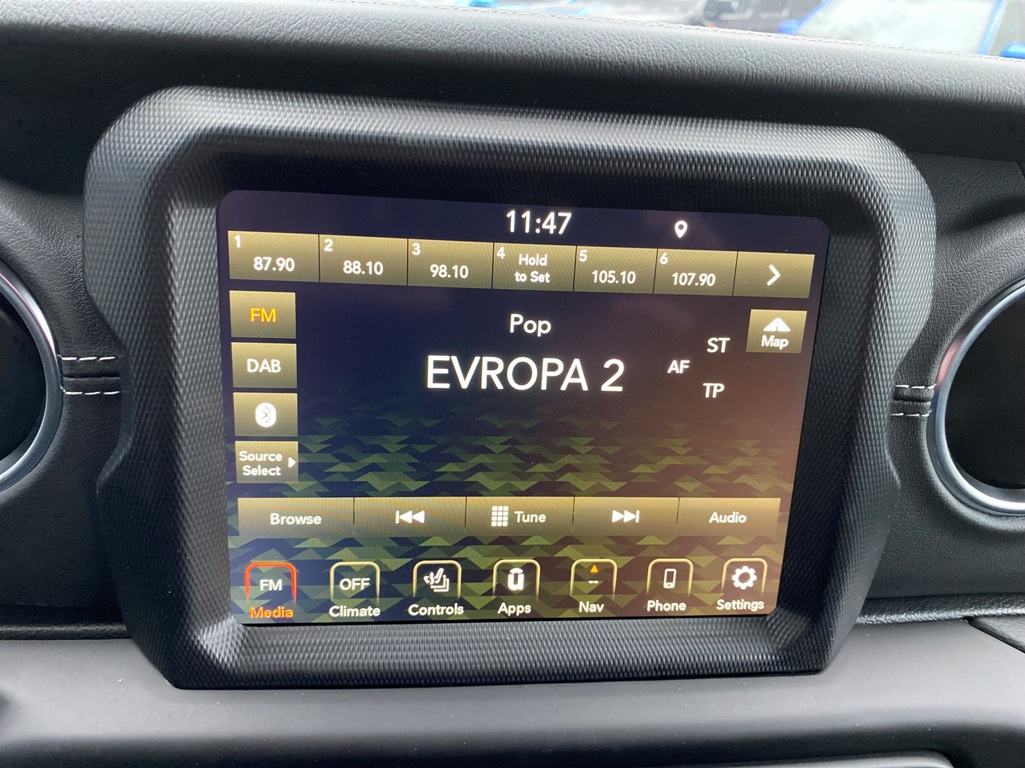 11:47
1 87.90
2 88.10
3 98.10
4 Hold
to Set
5 105.10
6 107.90
FM
Pop
Map
ST
DAB
EVROPA 2
AF
TP
Source
Select
Browse
Tune
Audio
FM
Media
OFF
Climate
Controls
Apps
--
Nav
Phone
Settings